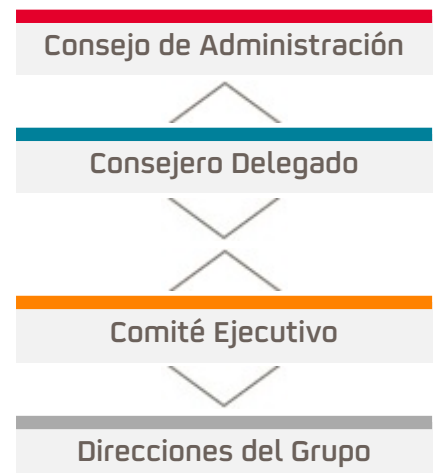 Consejo de Administración
Consejero Delegado
Comité Ejecutivo
Direcciones del Grupo